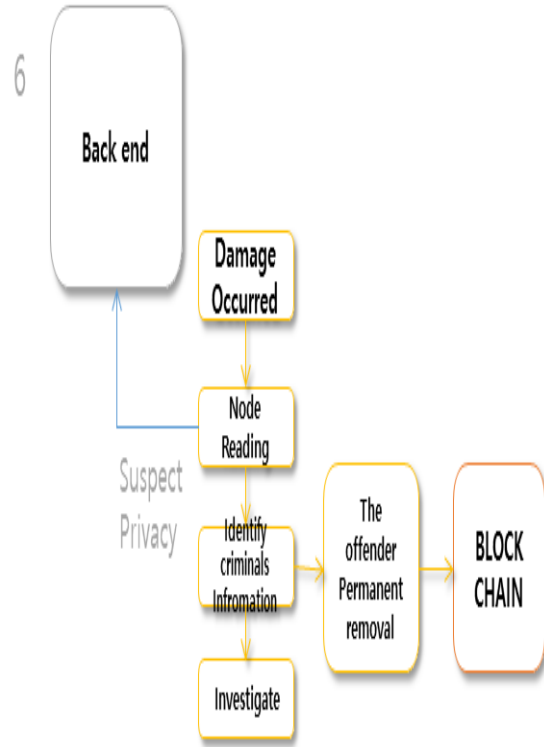 6
Back end
Damage
Occurred
Node
Reading
Suspect
Privacy
Identify
criminals
Infromation
The
offender
Permanent
removal
BLOCK
CHAIN
Investigate